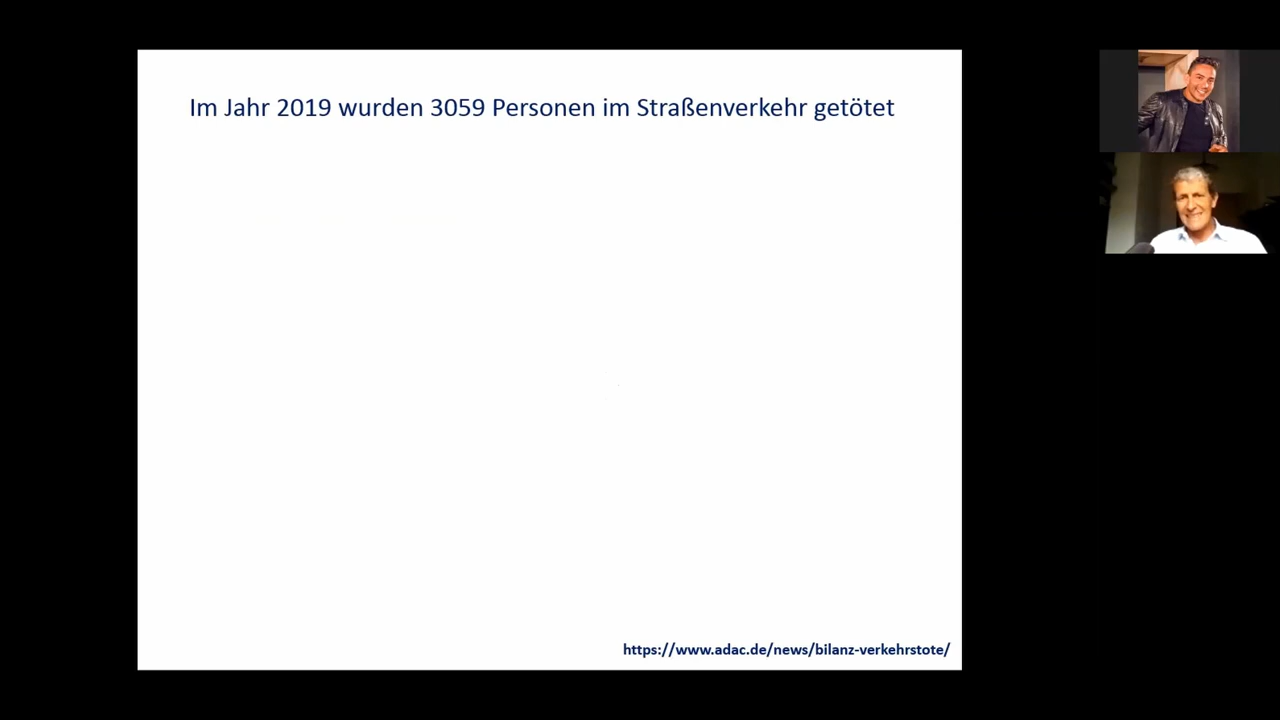 Im Jahr 2019 wurden 3059 Personen im Straßenverkehr getötet
https://www.adac.de/news/bilanz-verkehrstote/